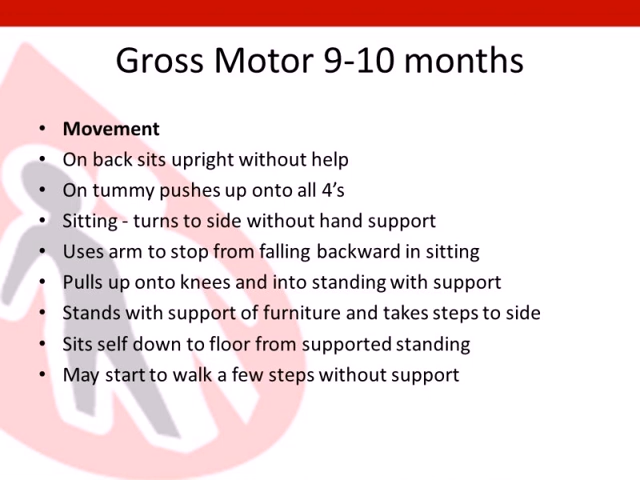 Gross Motor 9-10 months
• Movement
• On back sits upright without help
• On tummy pushes up onto all 4’s
• Sitting - turns to side without hand support
• Uses arm to stop from falling backward in sitting
• Pulls up onto knees and into standing with support
• Stands with support of furniture and takes steps to side
• Sits self down to floor from supported standing
• May start to walk a few steps without support